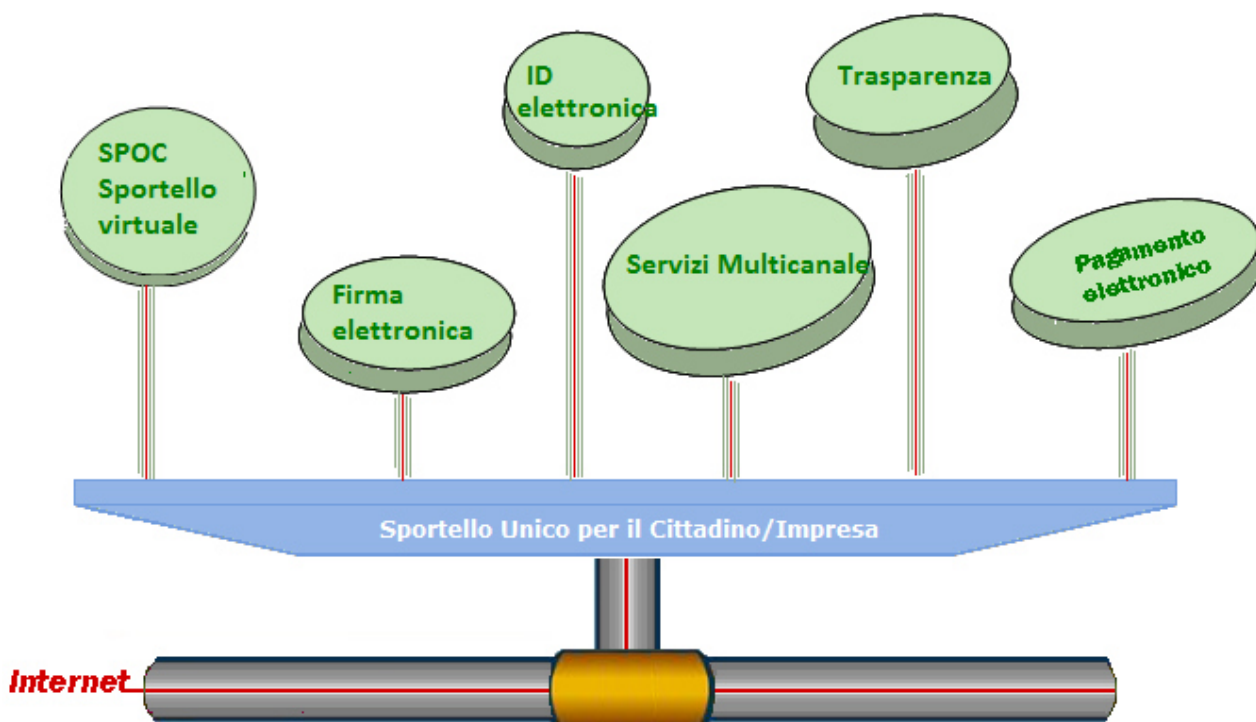 SPOC
Sportello
virtuale
Firma
elettronica
ID
elettronica
Servizi Multicanale
Trasparenza
Pagamento
elettronico
Sportello Unico per il Cittadino/Impresa
Internet